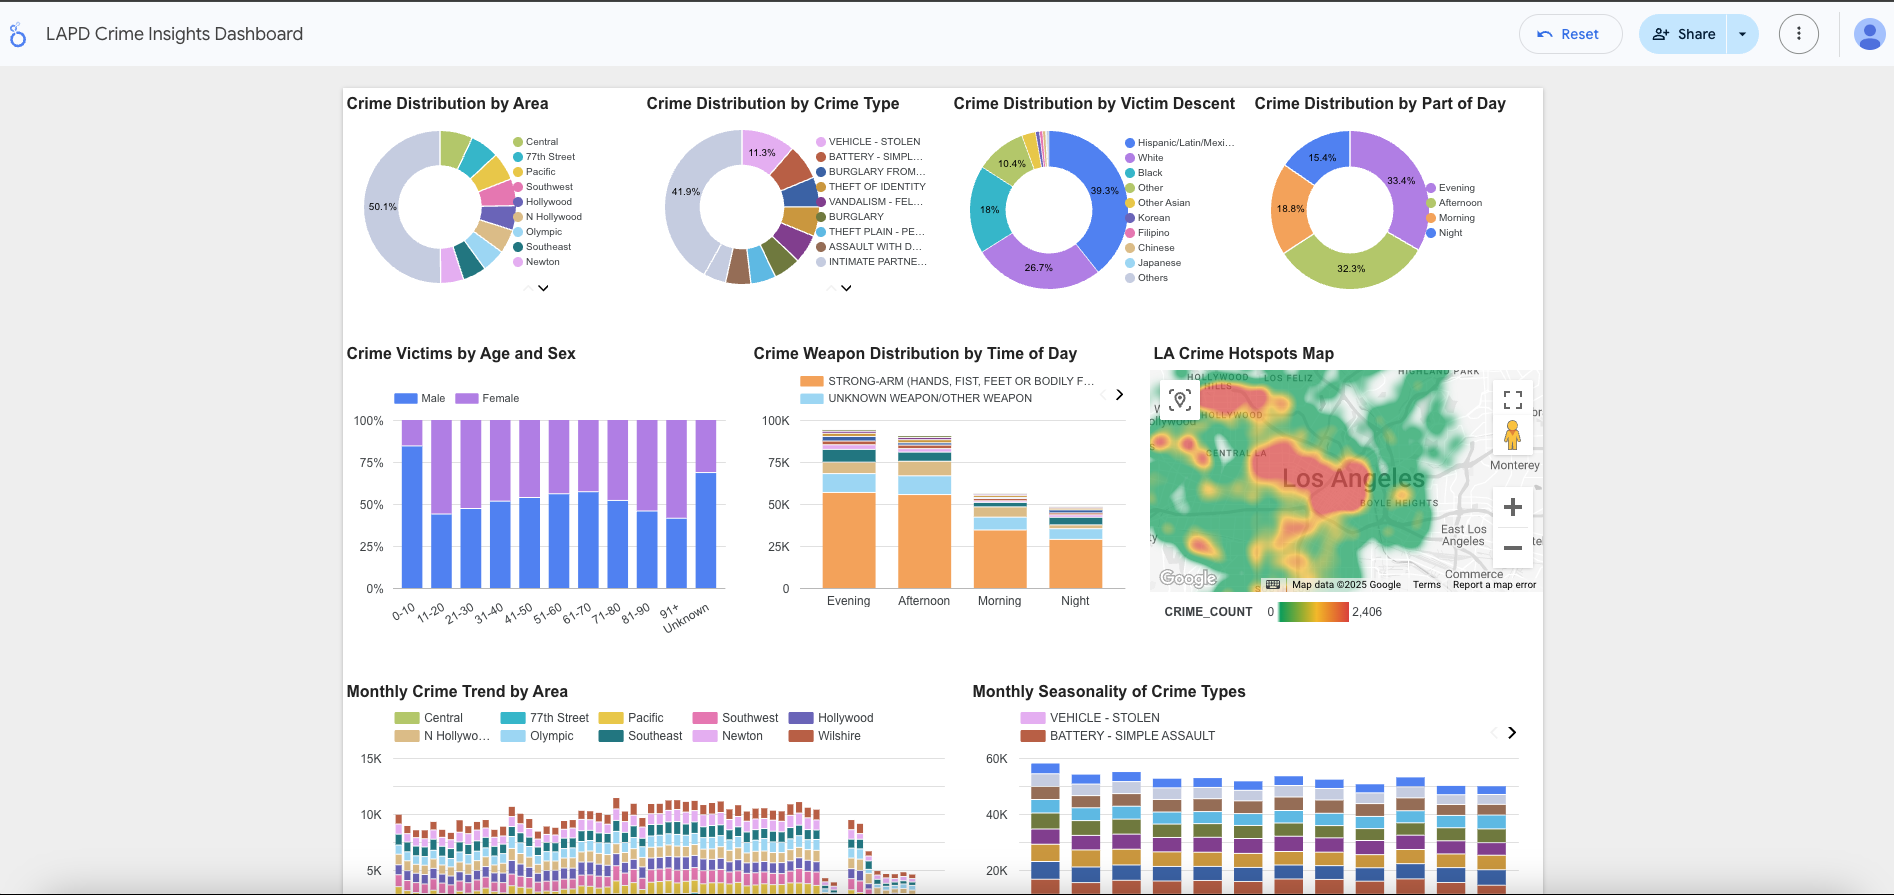 LAPD Crime Insights Dashboard
Reset
Share
Crime Distribution by Area
50.1%
Central
77th Street
Pacific
Southwest
Hollywood
N Hollywood
Olympic
Southeast
Newton
Crime Distribution by Crime Type
11.3%
41.9%
VEHICLE - STOLEN
BATTERY - SIMPL...
BURGLARY FROM...
THEFT OF IDENTITY
VANDALISM - FEL...
BURGLARY
THEFT PLAIN - PE...
ASSAULT WITH D...
INTIMATE PARTNE...
Crime Distribution by Victim Descent
10.4%
39.3%
18%
26.7%
Hispanic/Latin/Mexi...
White
Black
Other
Other Asian
Korean
Filipino
Chinese
Japanese
Others
Crime Distribution by Part of Day
15.4%
33.4%
18.8%
32.3%
Evening
Afternoon
Morning
Night
Crime Victims by Age and Sex
Male Female
100%
75%
50%
25%
0%
0-10 11-20 21-30 31-40 41-50 51-60 61-70 71-80 81-90 91+ Unknown
Crime Weapon Distribution by Time of Day
STRONG-ARM (HANDS, FIST, FEET OR BODILY F...
UNKNOWN WEAPON/OTHER WEAPON
100K
75K
50K
25K
0
Evening Afternoon Morning Night
LA Crime Hotspots Map
HOLLYWOOD HILLS
LOS FELIZ
HIGHLAND PARK
HOLLYWOOD
CENTRAL LA
Los Angeles
BOYLE HEIGHTS
Monterey
East Los
Angeles
Commerce
Google
Map data ©2025 Google Terms Report a map error
CRIME_COUNT 0 2,406
Monthly Crime Trend by Area
Central 77th Street Pacific Southwest Hollywood
N Hollywo... Olympic Southeast Newton Wilshire
15K
10K
5K
Monthly Seasonality of Crime Types
VEHICLE - STOLEN
BATTERY - SIMPLE ASSAULT
60K
40K
20K